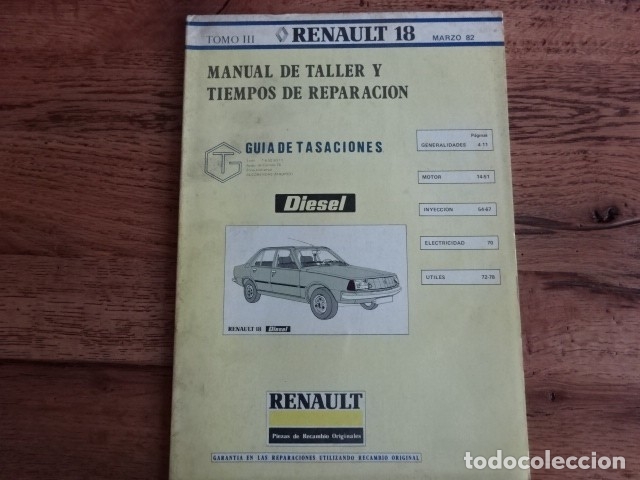 TOMO III
RENAULT 18
MARZO 82
MANUAL DE TALLER Y
TIEMPOS DE REPARACION
GUIA DE TASACIONES
Páginas
GENERALIDADES 4-11
MOTOR 14-51
INYECCION 54-67
ELECTRICIDAD 70
UTILES 72-76
Diesel
RENAULT 18 Diesel
RENAULT
Piezas de Recambio Originales
GARANTIA EN LAS REPARACIONES UTILIZANDO RECAMBIO ORIGINAL
todocoleccion